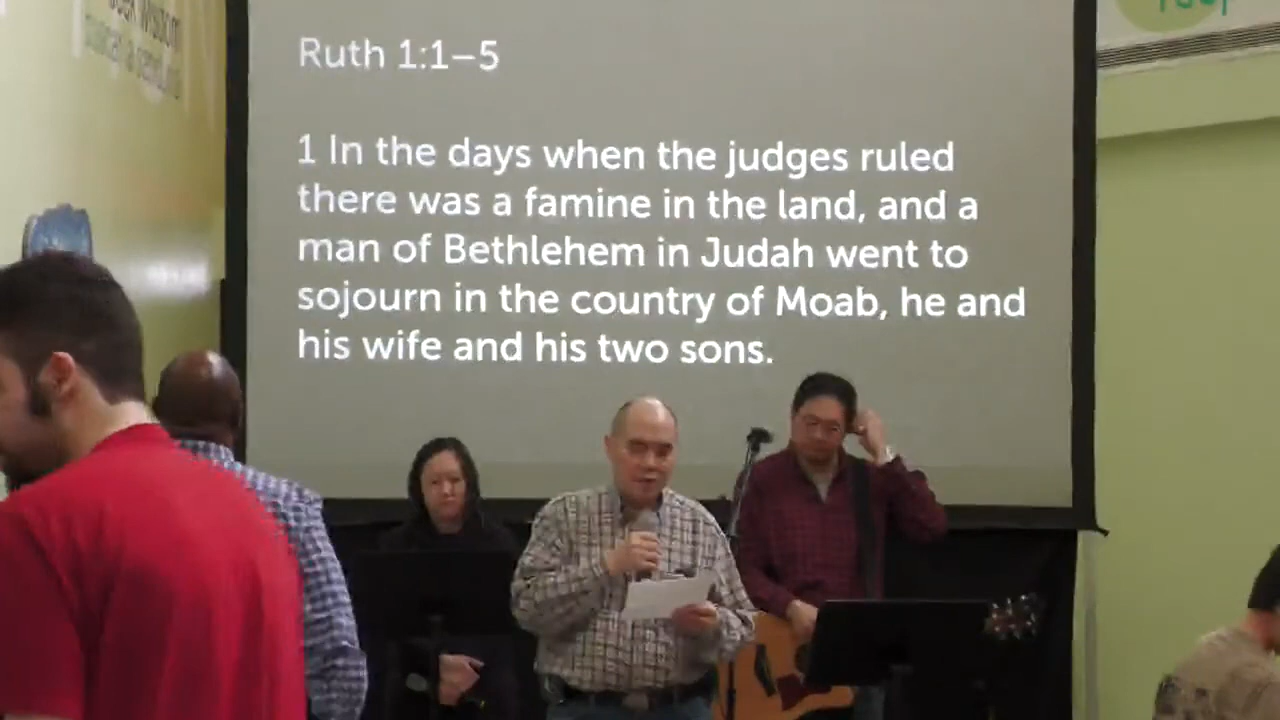 Ruth 1:1–5
1 In the days when the judges ruled
there was a famine in the land, and a
man of Bethlehem in Judah went to
sojourn in the country of Moab, he and
his wife and his two sons.